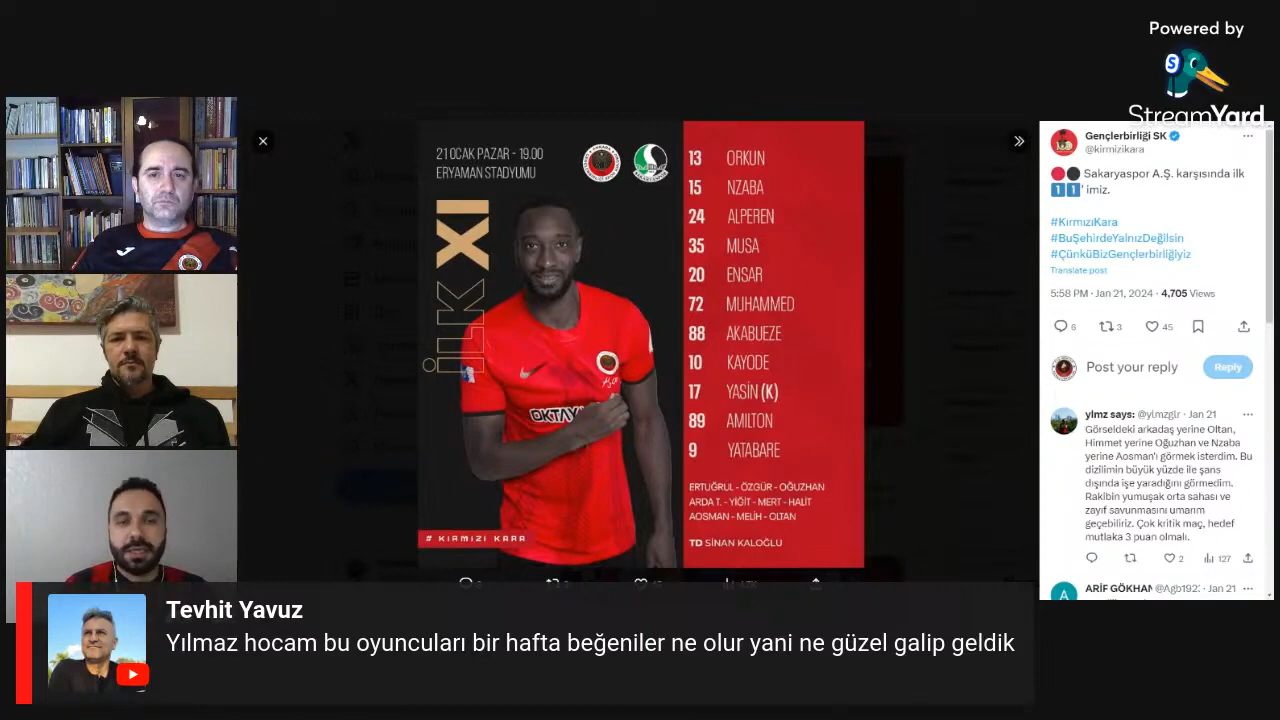 Powered by
StreamYard
21 OCAK PAZAR - 19.00
ERYAMAN STADYUMU
İLK XI
OKTAY
# KIRMIZI KARA
13 ORKUN
15 NZABA
24 ALPEREN
35 MUSA
20 ENSAR
72 MUHAMMED
88 AKABUEZE
10 KAYODE
17 YASİN (K)
89 AMILTON
9 YATABARE
ERTUĞRUL - ÖZGÜR - OĞUZHAN
ARDA T. - YİĞİT - MERT - HALİT
AOSMAN - MELİH - OLTAN
TD SİNAN KALOĞLU
Gençlerbirliği SK
@kirmizikara
Sakaryaspor A.Ş. karşısında ilk
11' imiz.
#KırmızıKara
#BuŞehirdeYalnızDeğilsin
#ÇünküBizGençlerbirliğiyiz
Translate post
5:58 PM · Jan 21, 2024 · 4,705 Views
6 3 45
Post your reply Reply
ylmz says: @ylmzglr · Jan 21
Görseldeki arkadaş yerine Oltan,
Himmet yerine Oğuzhan ve Nzaba
yerine Aosman'ı görmek isterdim. Bu
dizilimin büyük yüzde ile şans
dışında işe yaradığını görmedim.
Rakibin yumuşak orta sahası ve
zayıf savunmasını umarım
geçebiliriz. Çok kritik maç, hedef
mutlaka 3 puan olmalı.
2 127
A ARİF GÖKHAN @Agb192: · Jan 21
Tevhit Yavuz
Yılmaz hocam bu oyuncuları bir hafta beğeniler ne olur yani ne güzel galip geldik